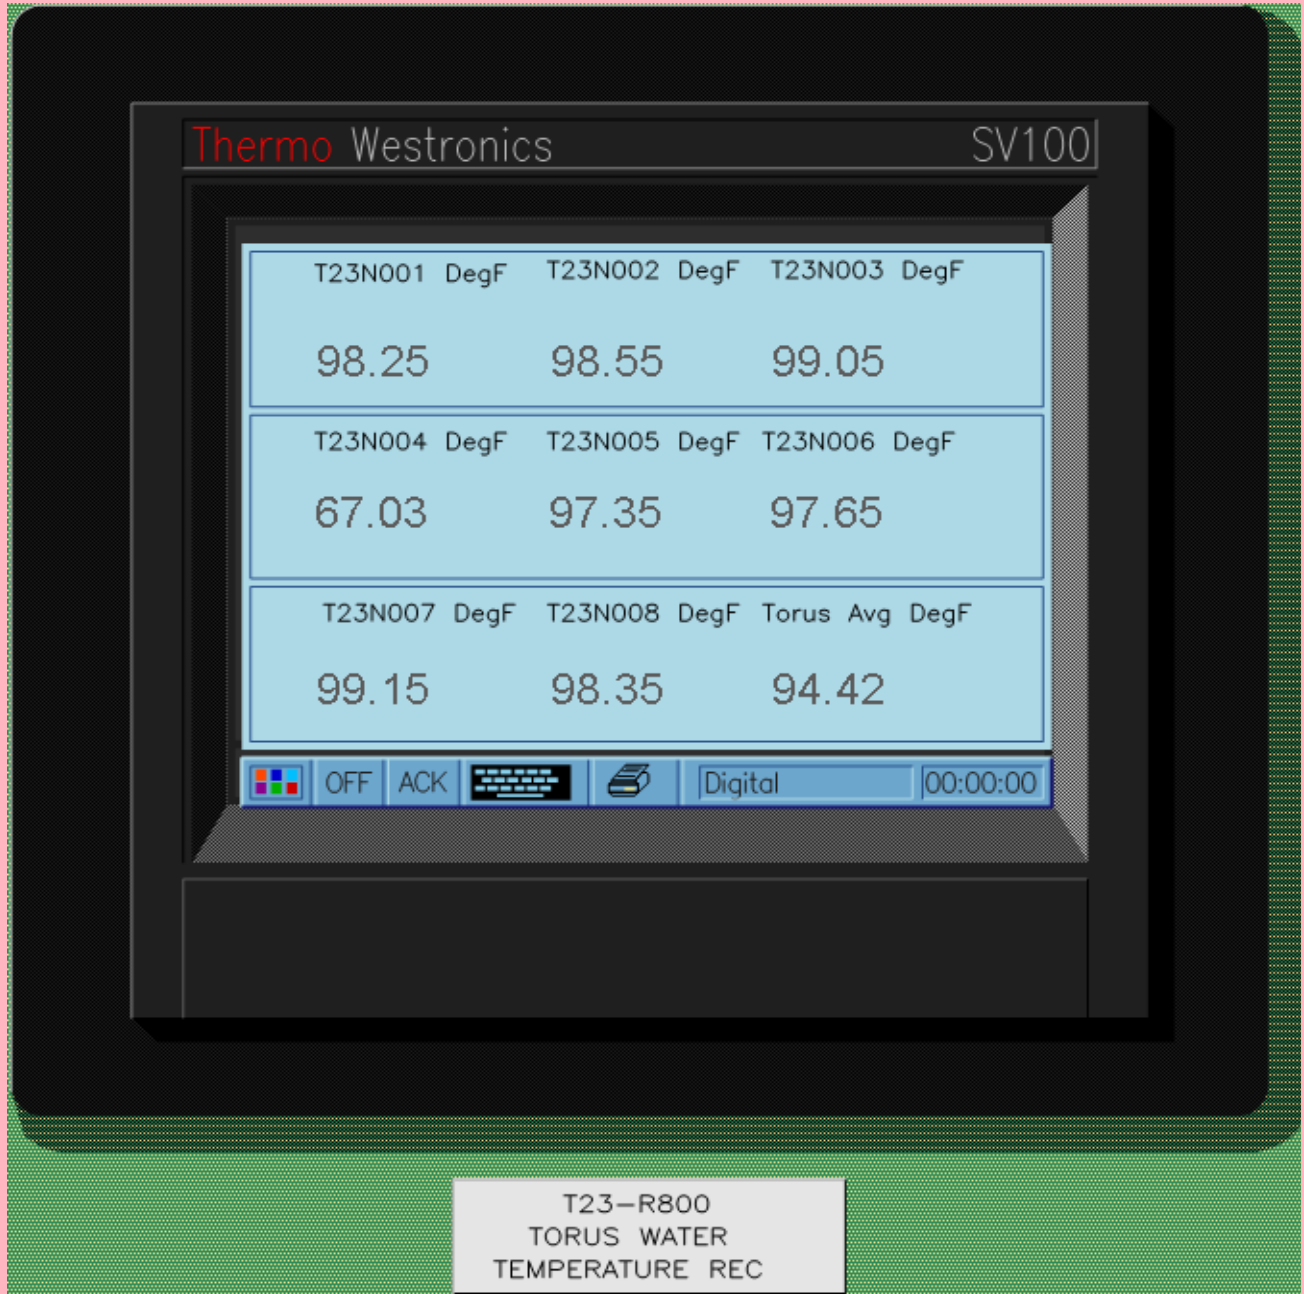 Thermo Westronics SV100
T23N001 DegF T23N002 DegF T23N003 DegF
98.25 98.55 99.05
T23N004 DegF T23N005 DegF T23N006 DegF
67.03 97.35 97.65
T23N007 DegF T23N008 DegF Torus Avg DegF
99.15 98.35 94.42
OFF ACK Digital 00:00:00
T23-R800
TORUS WATER
TEMPERATURE REC